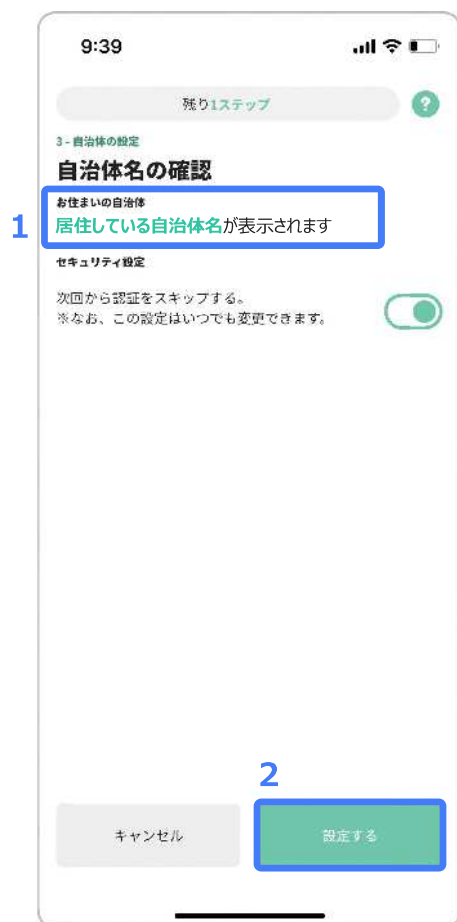 9:39
残り1ステップ
?
3 - 自治体の設定
自治体名の確認
お住まいの自治体
1
居住している自治体名が表示されます
セキュリティ設定
次回から認証をスキップする。
※なお、この設定はいつでも変更できます。
2
キャンセル
設定する